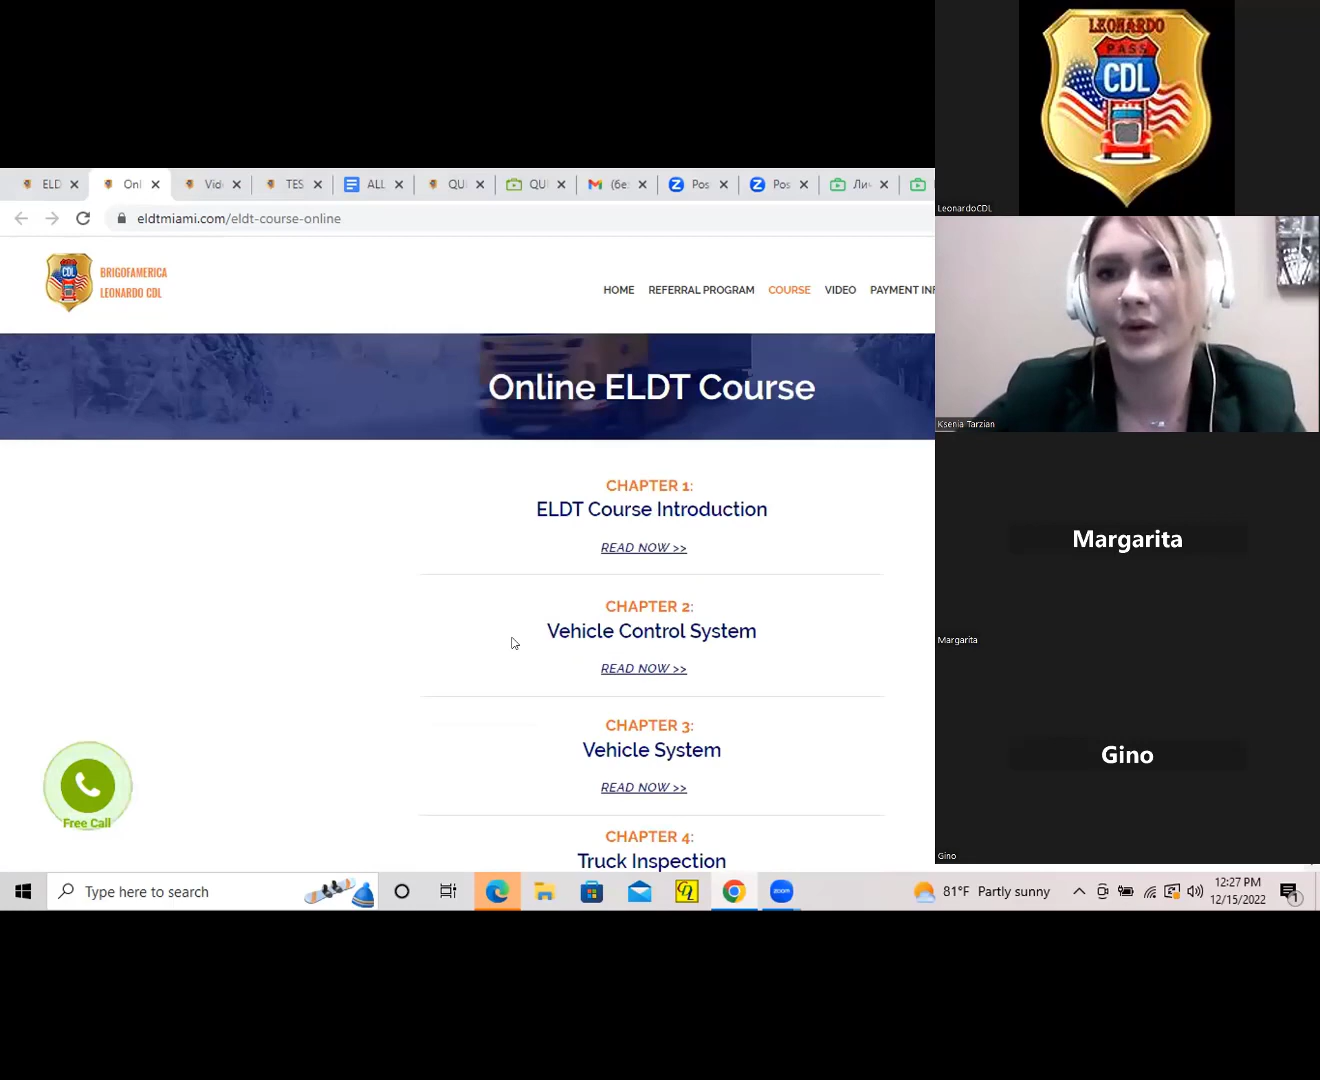 LEONARDO
PASS
CDL
LeonardoCDL
ELD
Onl
Vid
TES
ALL
QU
QU
(бе
Pos
Pos
Ли
eldtmiami.com/eldt-course-online
CDL
BRIGOFAMERICA
LEONARDO CDL
HOME REFERRAL PROGRAM COURSE VIDEO PAYMENT INF
Online ELDT Course
Ksenia Tarzian
CHAPTER 1:
ELDT Course Introduction
READ NOW >>
Margarita
CHAPTER 2:
Vehicle Control System
Margarita
READ NOW >>
CHAPTER 3:
Vehicle System
Gino
READ NOW >>
Free Call
CHAPTER 4:
Truck Inspection
Gino
Type here to search
zoom
81°F Partly sunny
12:27 PM
12/15/2022
1